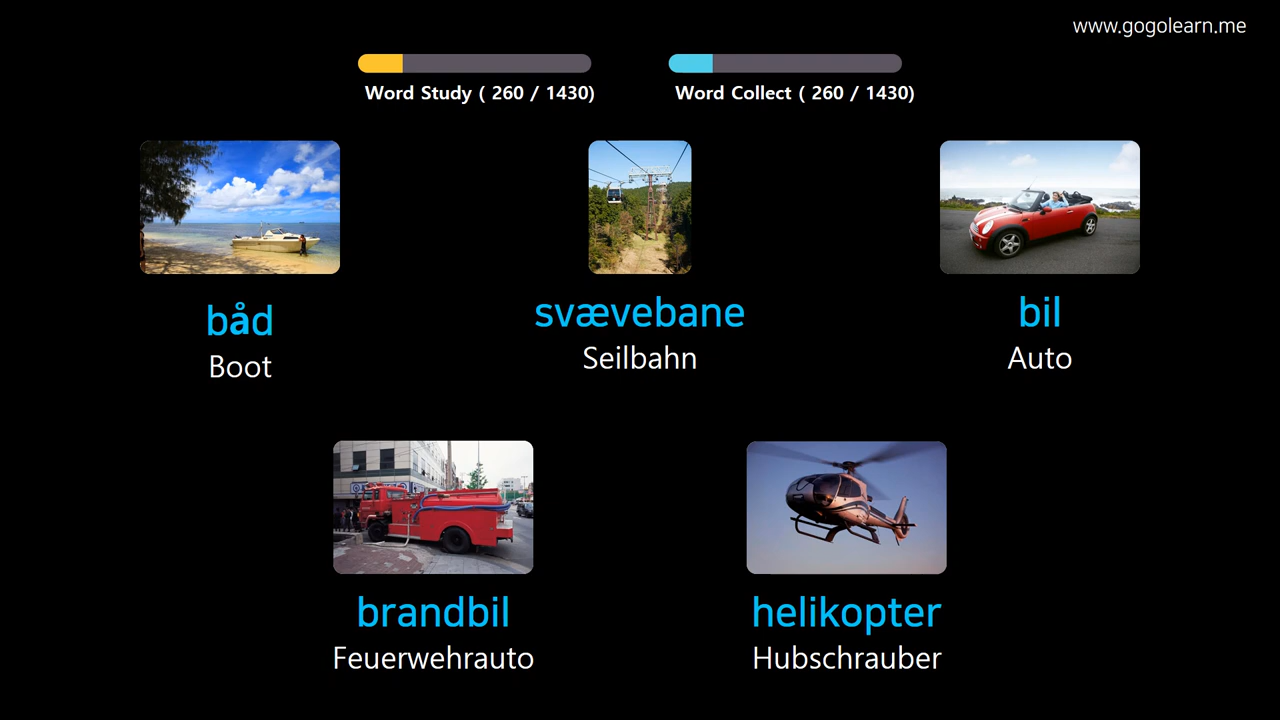 www.gogolearn.me
Word Study ( 260 / 1430)
Word Collect ( 260 / 1430)
båd
Boot
svævebane
Seilbahn
bil
Auto
brandbil
Feuerwehrauto
helikopter
Hubschrauber